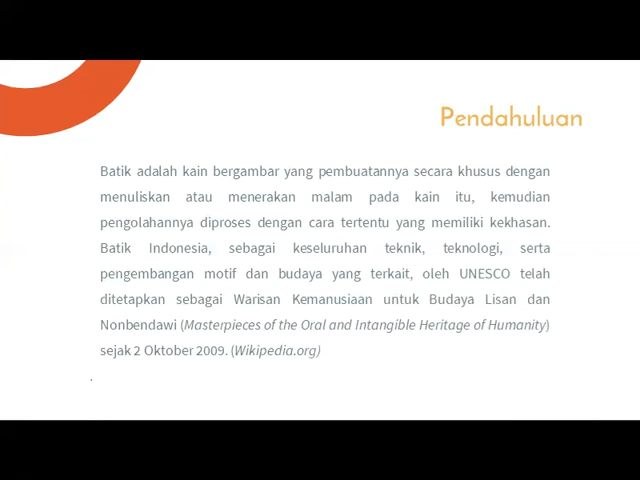 Pendahuluan
Batik adalah kain bergambar yang pembuatannya secara khusus dengan
menuliskan atau menerakan malam pada kain itu, kemudian
pengolahannya diproses dengan cara tertentu yang memiliki kekhasan.
Batik Indonesia, sebagai keseluruhan teknik, teknologi, serta
pengembangan motif dan budaya yang terkait, oleh UNESCO telah
ditetapkan sebagai Warisan Kemanusiaan untuk Budaya Lisan dan
Nonbendawi (Masterpieces of the Oral and Intangible Heritage of Humanity)
sejak 2 Oktober 2009. (Wikipedia.org)
.